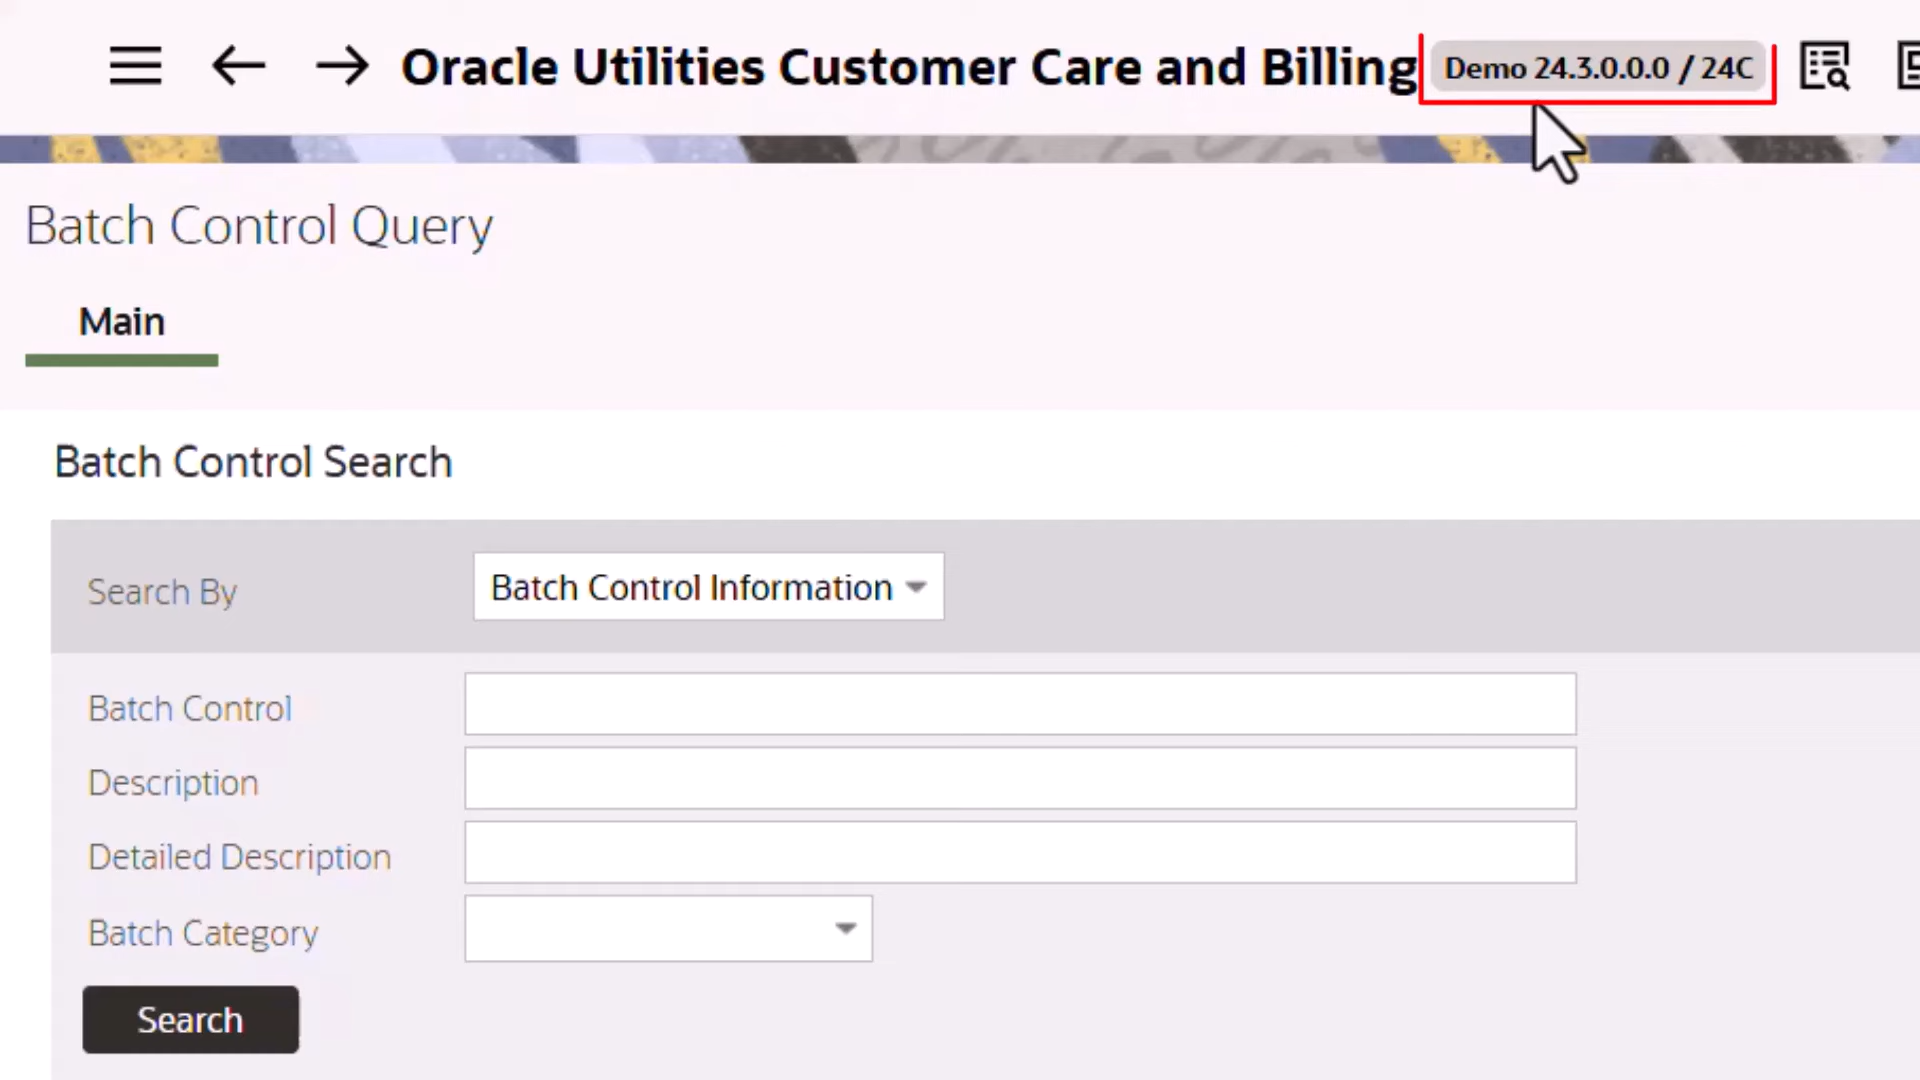 Oracle Utilities Customer Care and Billing Demo 24.3.0.0.0 / 24C
Batch Control Query
Main
Batch Control Search
Search By Batch Control Information
Batch Control
Description
Detailed Description
Batch Category
Search